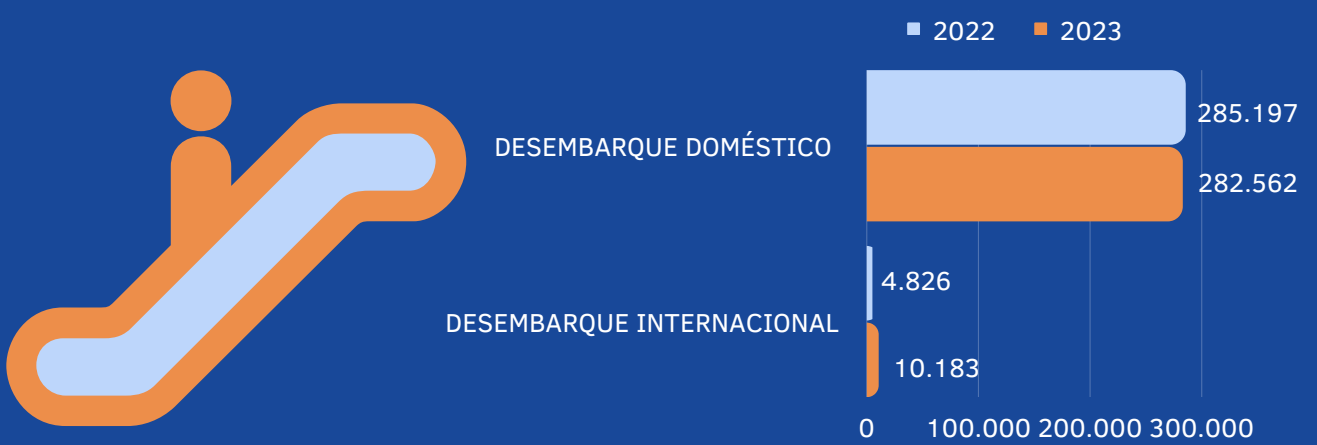 2022 2023
285.197
DESEMBARQUE DOMÉSTICO
282.562
4.826
DESEMBARQUE INTERNACIONAL
10.183
0 100.000 200.000 300.000